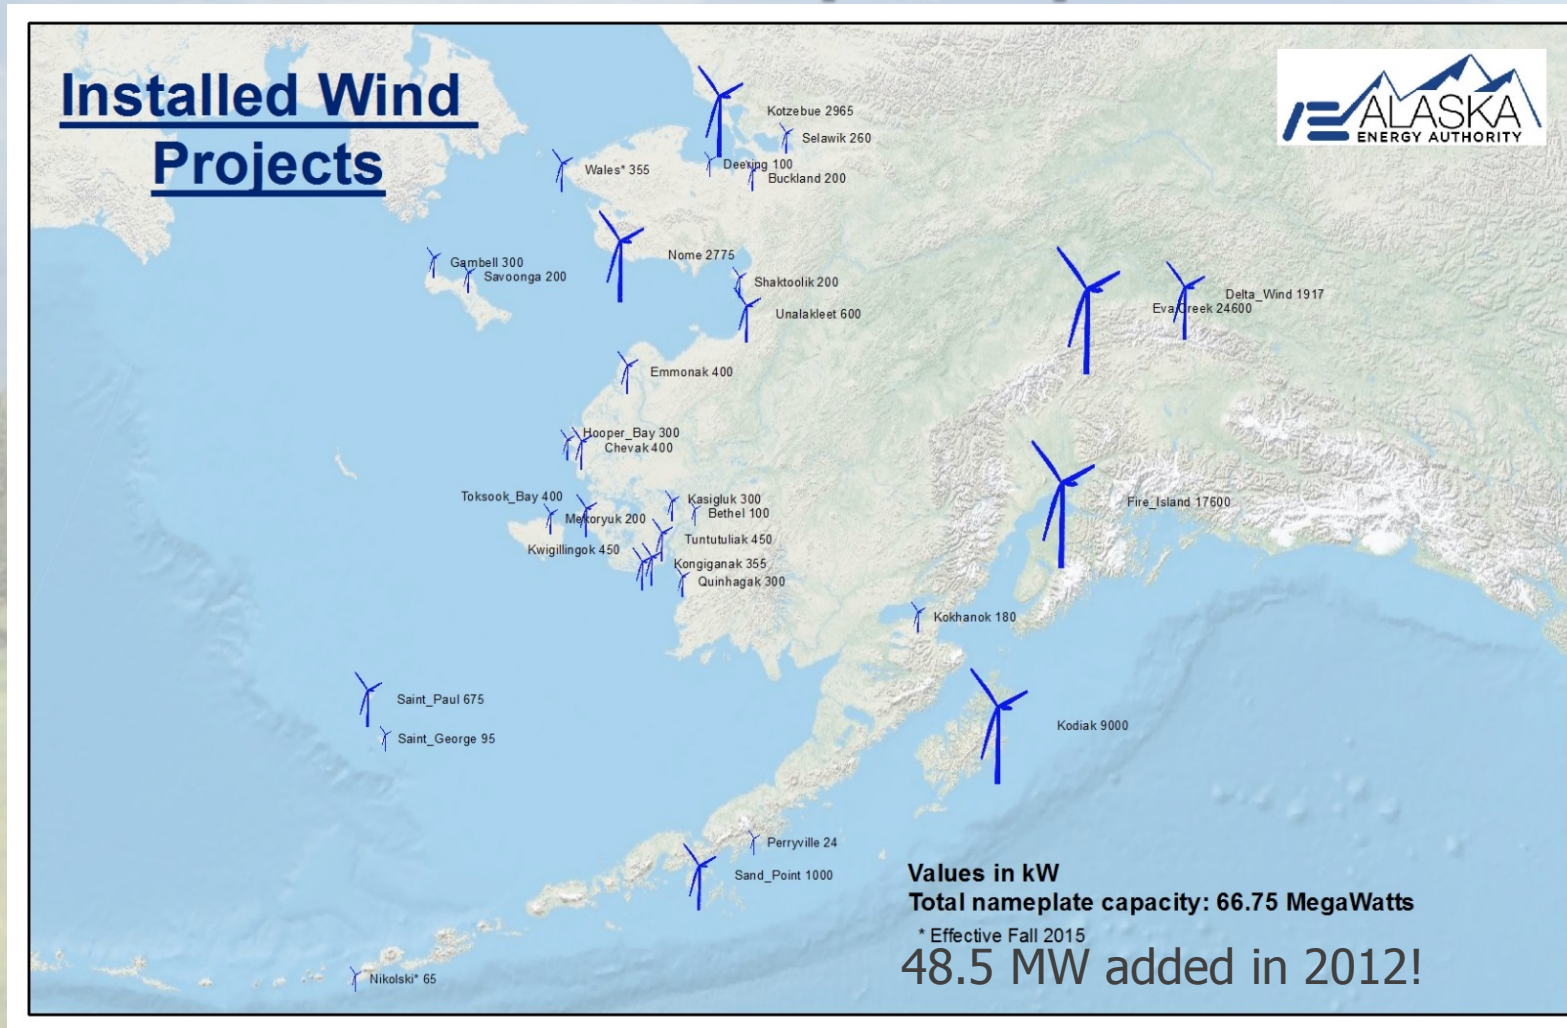 Installed Wind
Projects
ALASKA
ENERGY AUTHORITY
Kotzebue 2965
Selawik 260
Deering 100
Buckland 200
Wales* 355
Nome 2775
Gambell 300
Savoonga 200
Shaktoolik 200
Unalakleet 600
Delta_Wind 1917
Eva Creek 24600
Emmonak 400
Hooper_Bay 300
Chevak 400
Toksook_Bay 400
Mekoryuk 200
Kasigluk 300
Bethel 100
Fire_Island 17600
Tuntutuliak 450
Kwigillingok 450
Kongiganak 355
Quinhagak 300
Kokhanok 180
Saint_Paul 675
Saint_George 95
Kodiak 9000
Perryville 24
Sand_Point 1000
Nikolski* 65
Values in kW
Total nameplate capacity: 66.75 MegaWatts
* Effective Fall 2015
48.5 MW added in 2012!